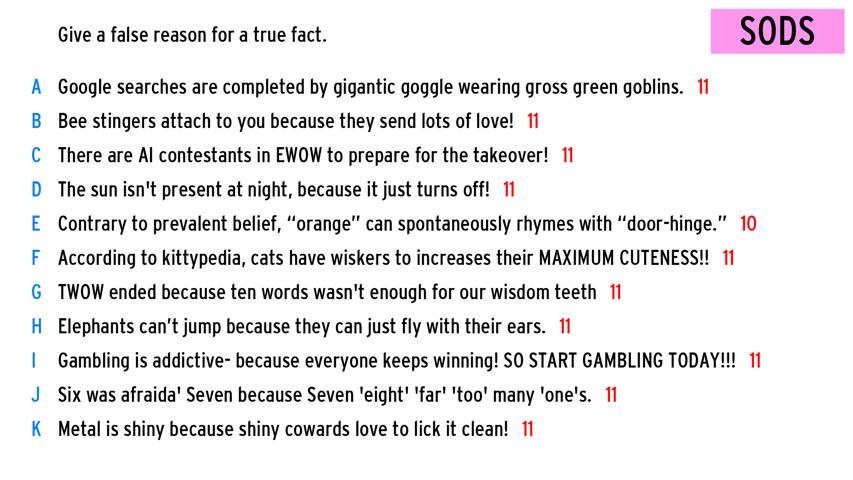 Give a false reason for a true fact.
SODS
A Google searches are completed by gigantic goggle wearing gross green goblins. 11
B Bee stingers attach to you because they send lots of love! 11
C There are AI contestants in EWOW to prepare for the takeover! 11
D The sun isn't present at night, because it just turns off! 11
E Contrary to prevalent belief, “orange” can spontaneously rhymes with “door-hinge.” 10
F According to kittypedia, cats have wiskers to increases their MAXIMUM CUTENESS!! 11
G TWOW ended because ten words wasn't enough for our wisdom teeth 11
H Elephants can’t jump because they can just fly with their ears. 11
I Gambling is addictive- because everyone keeps winning! SO START GAMBLING TODAY!!! 11
J Six was afraida' Seven because Seven 'eight' 'far' 'too' many 'one's. 11
K Metal is shiny because shiny cowards love to lick it clean! 11